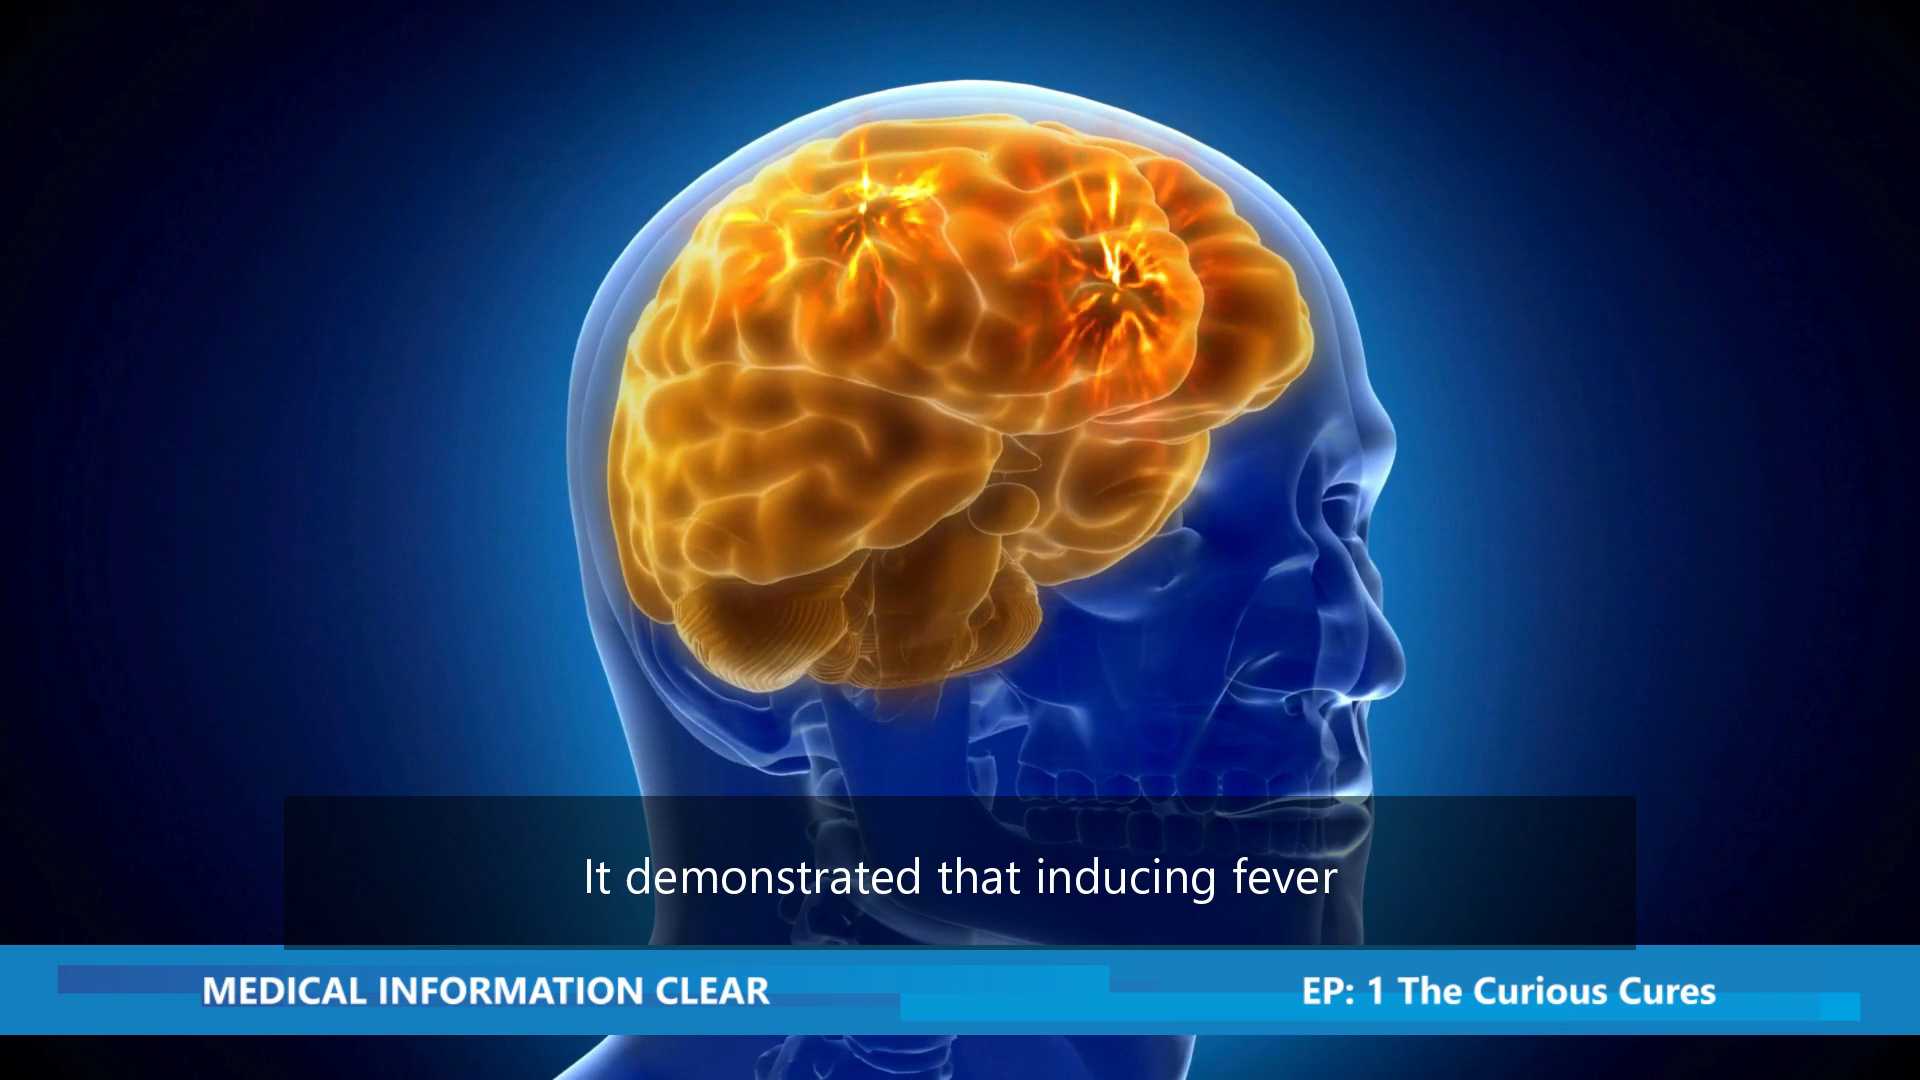 It demonstrated that inducing fever
MEDICAL INFORMATION CLEAR
EP: 1 The Curious Cures